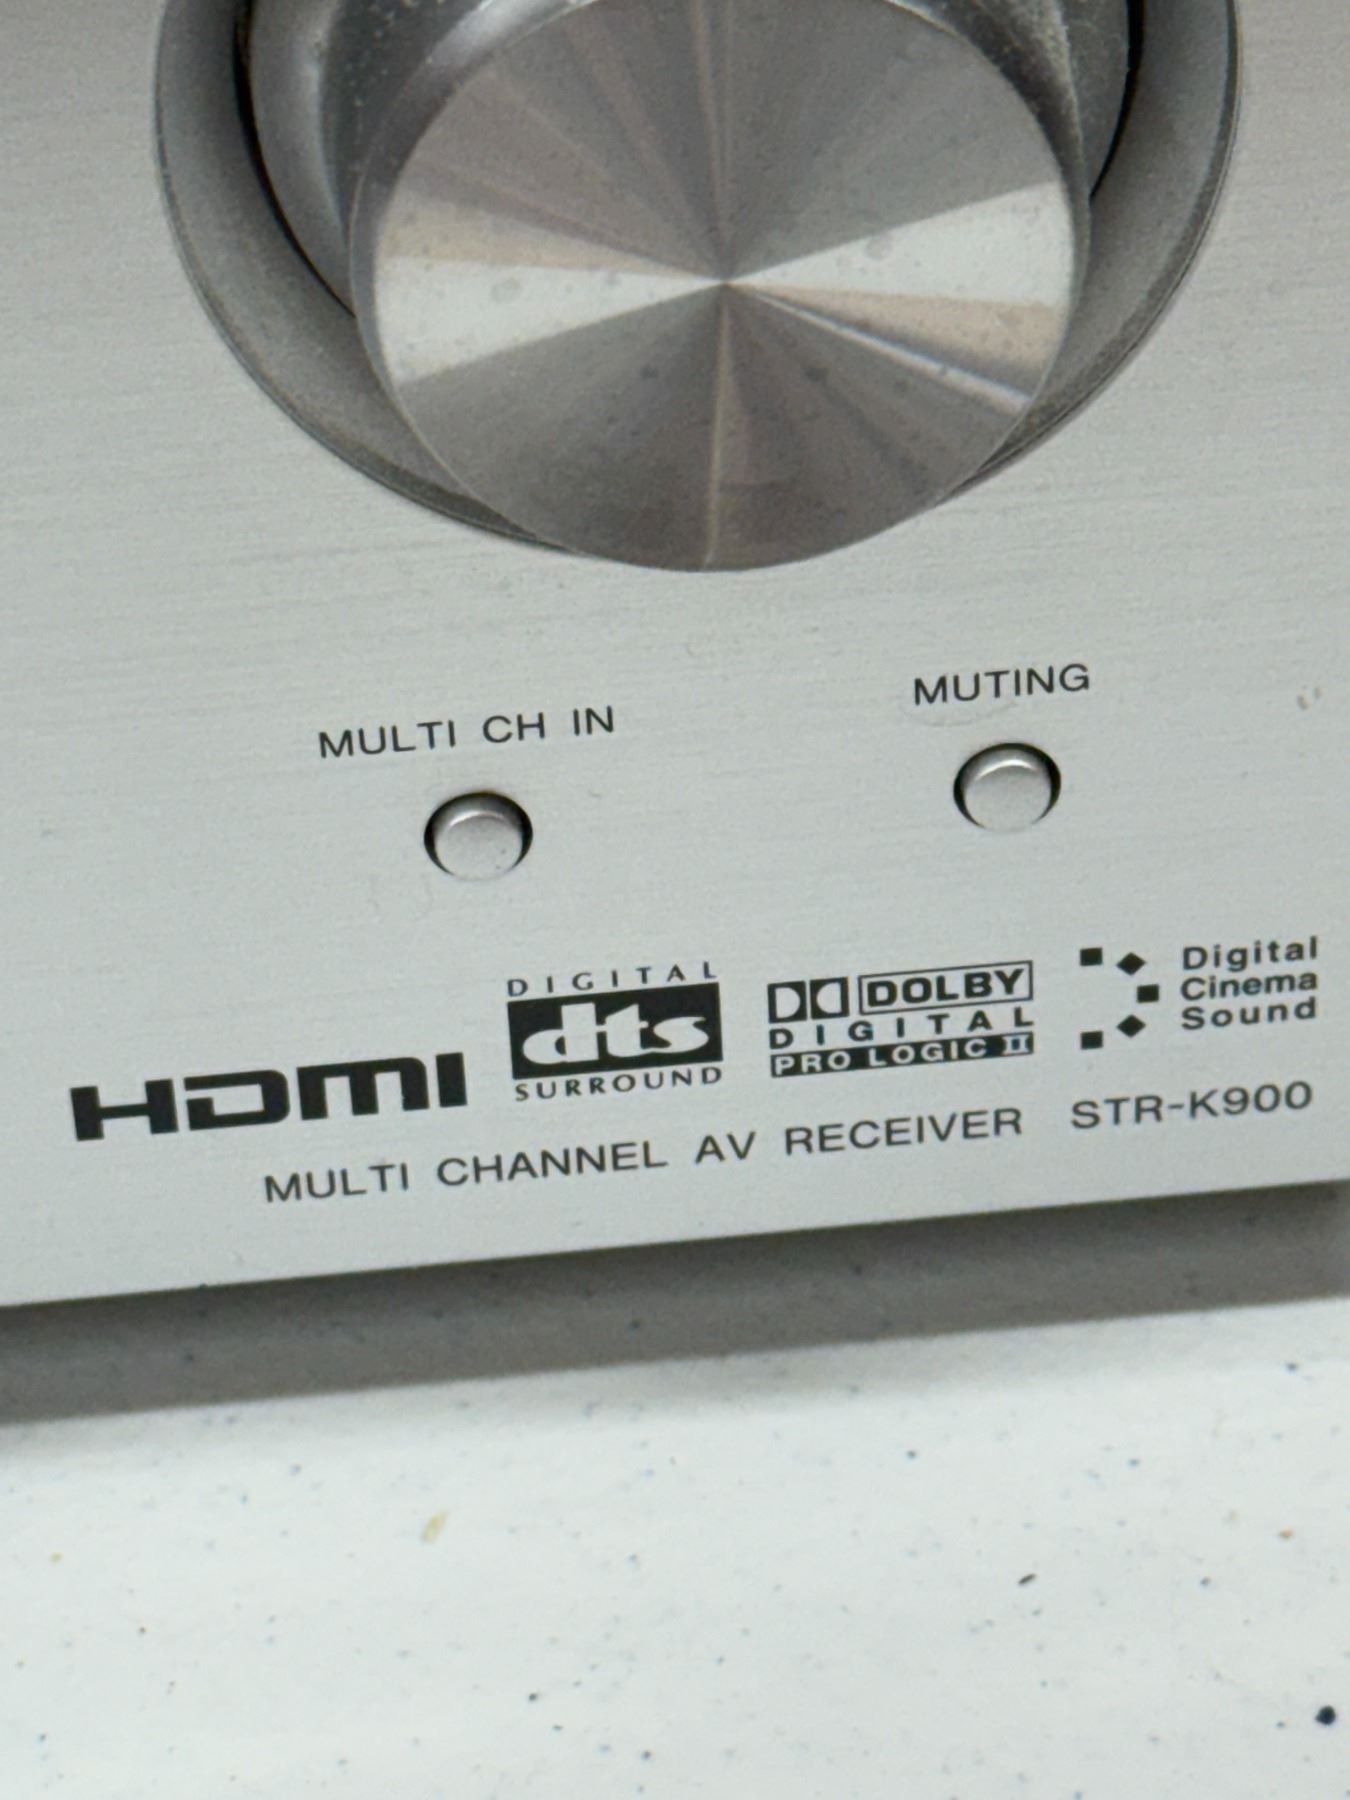 MULTI CH IN
MUTING
HDMI
DIGITAL
dts
SURROUND
DOLBY
DIGITAL
PRO LOGIC II
Digital
Cinema
Sound
MULTI CHANNEL AV RECEIVER STR-K900